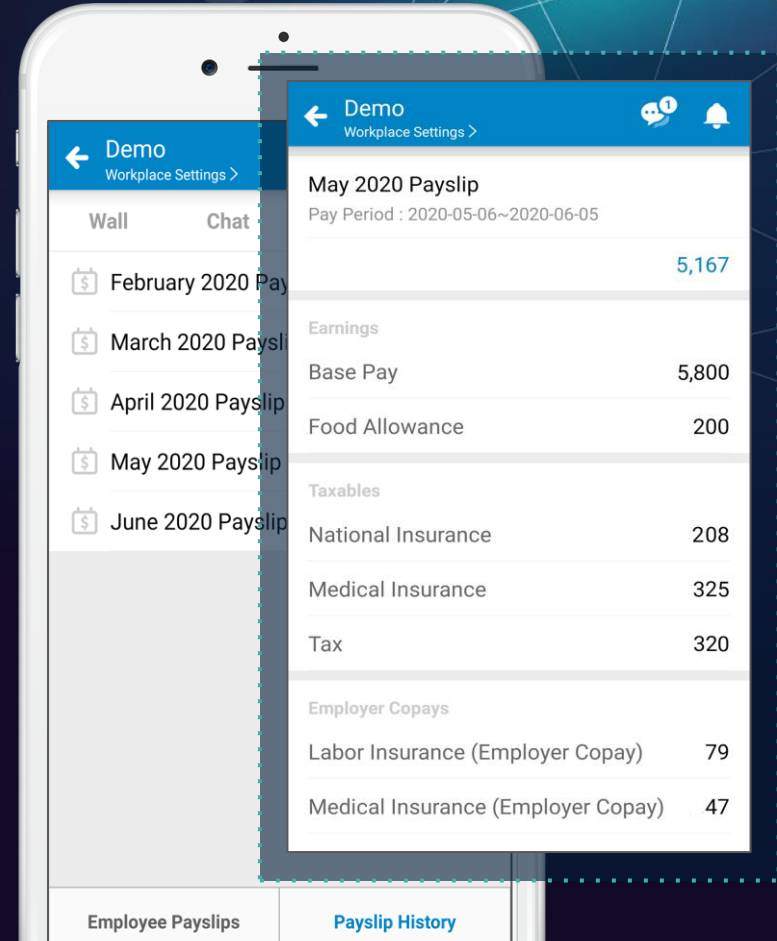 Demo
Workplace Settings >
Wall Chat
February 2020 Pay
March 2020 Paysli
April 2020 Payslip
May 2020 Payslip
June 2020 Payslip
Employee Payslips Payslip History
Demo
Workplace Settings >
1
May 2020 Payslip
Pay Period : 2020-05-06~2020-06-05
5,167
Earnings
Base Pay 5,800
Food Allowance 200
Taxables
National Insurance 208
Medical Insurance 325
Tax 320
Employer Copays
Labor Insurance (Employer Copay) 79
Medical Insurance (Employer Copay) 47